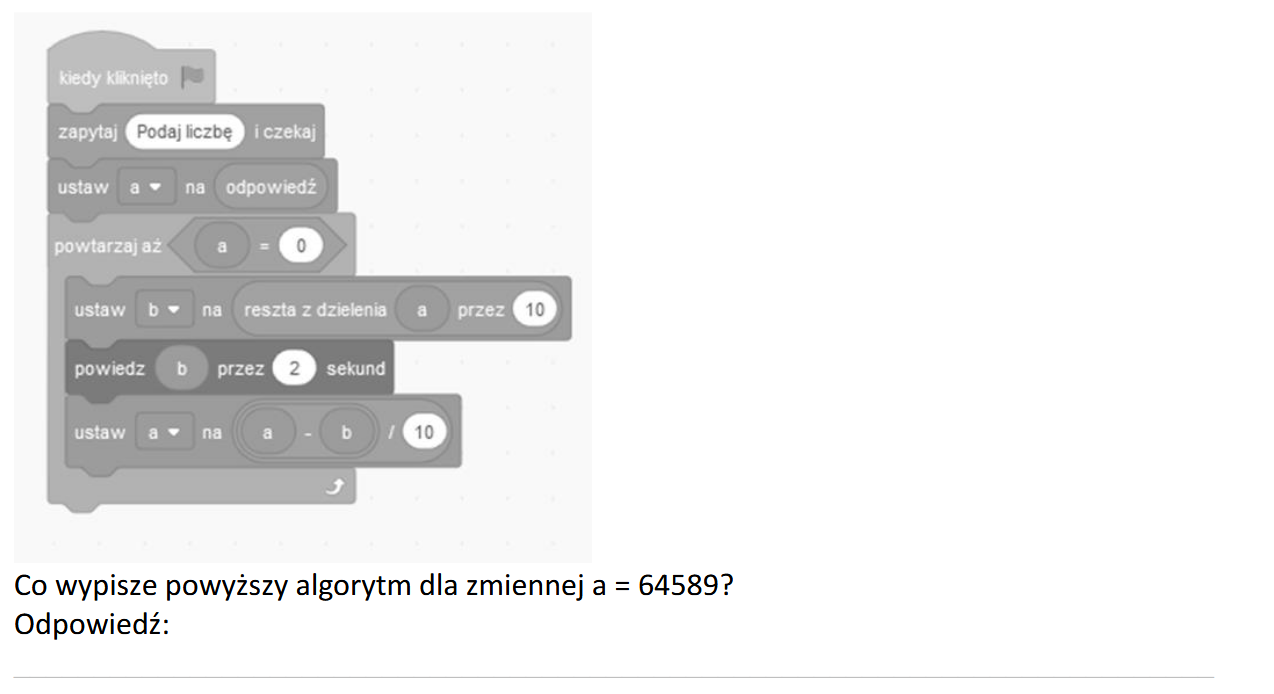 kiedy kliknięto
zapytaj Podaj liczbę i czekaj
ustaw a na odpowiedź
powtarzaj aż a = 0
ustaw b na reszta z dzielenia a przez 10
powiedz b przez 2 sekund
ustaw a na a - b / 10
Co wypisze powyższy algorytm dla zmiennej a = 64589?
Odpowiedź: